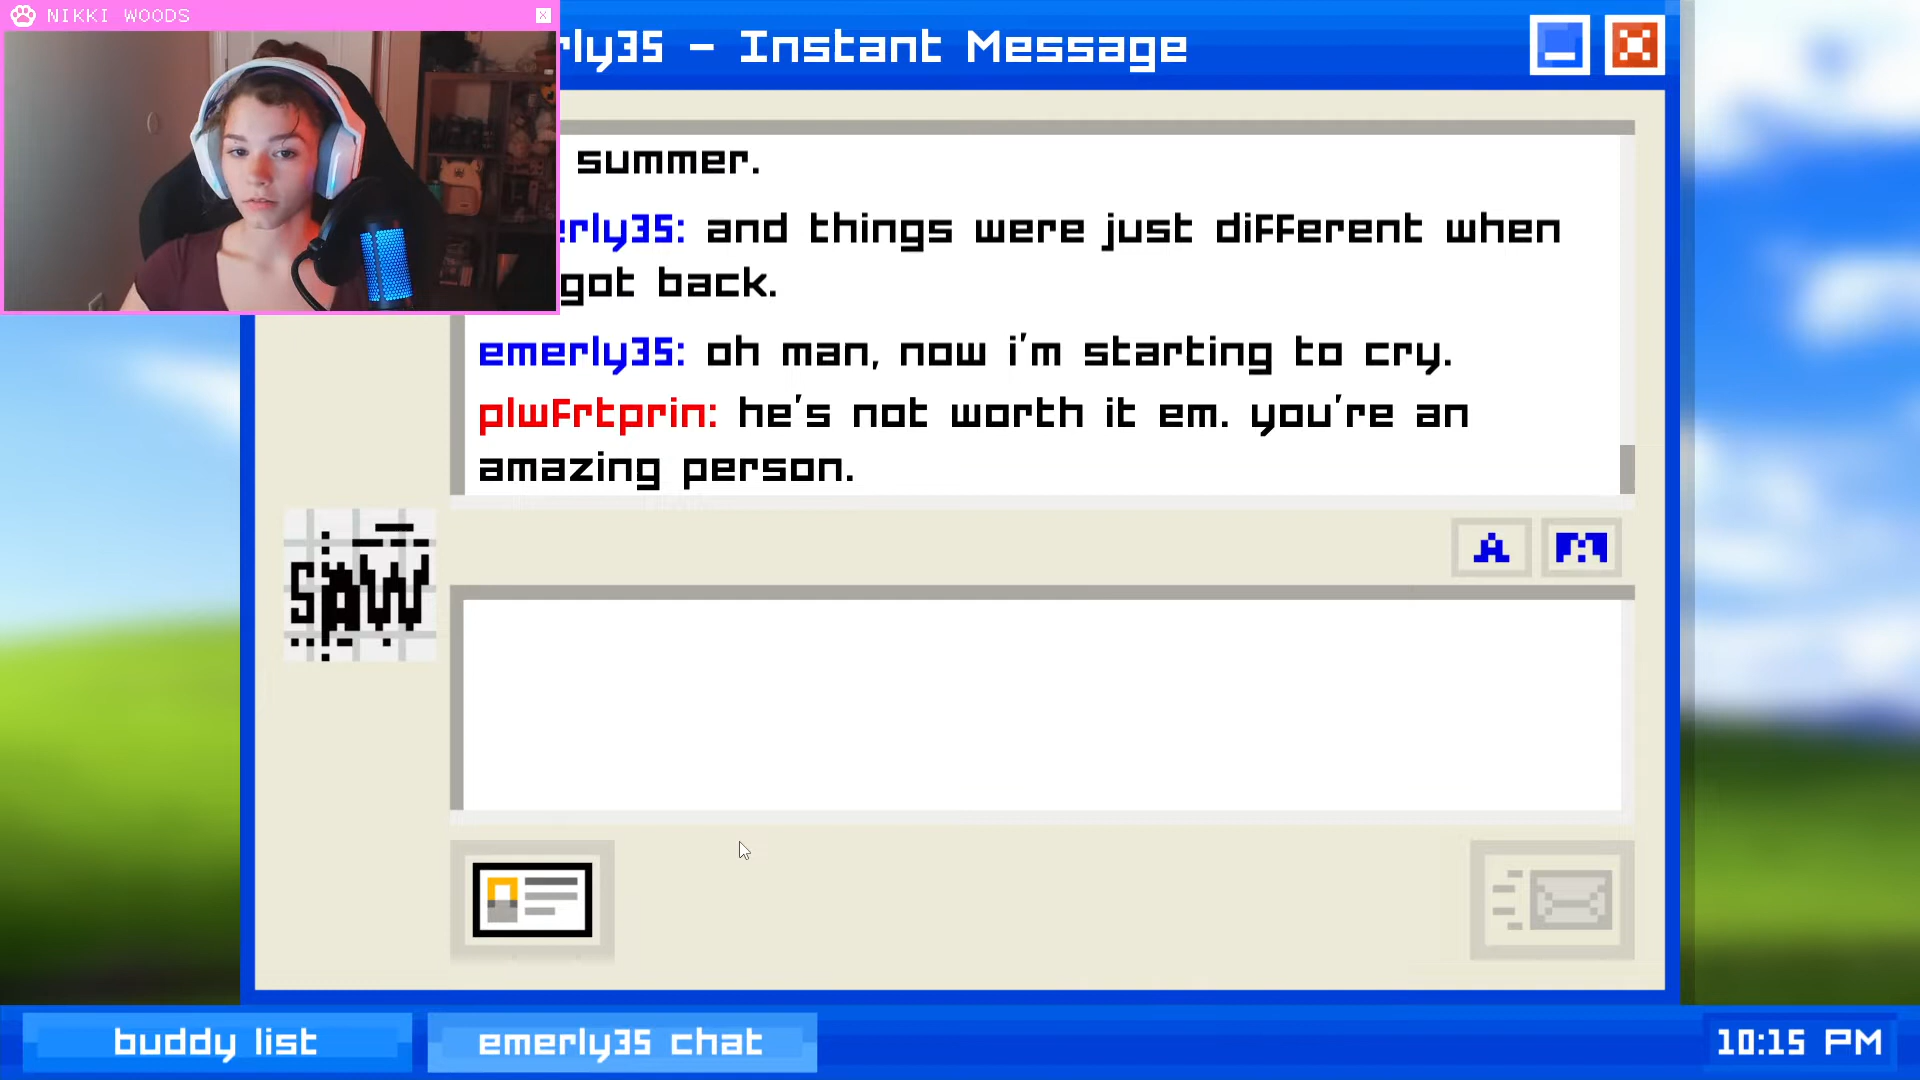 NIKKI WOODS
rly35 - Instant Message
summer.
erly35: and things were just different when
got back.
emerly35: oh man, now i'm starting to cry.
plwfrtprin: he's not worth it em. you're an
amazing person.
A
saw
buddy list
emerly35 chat
10:15 PM